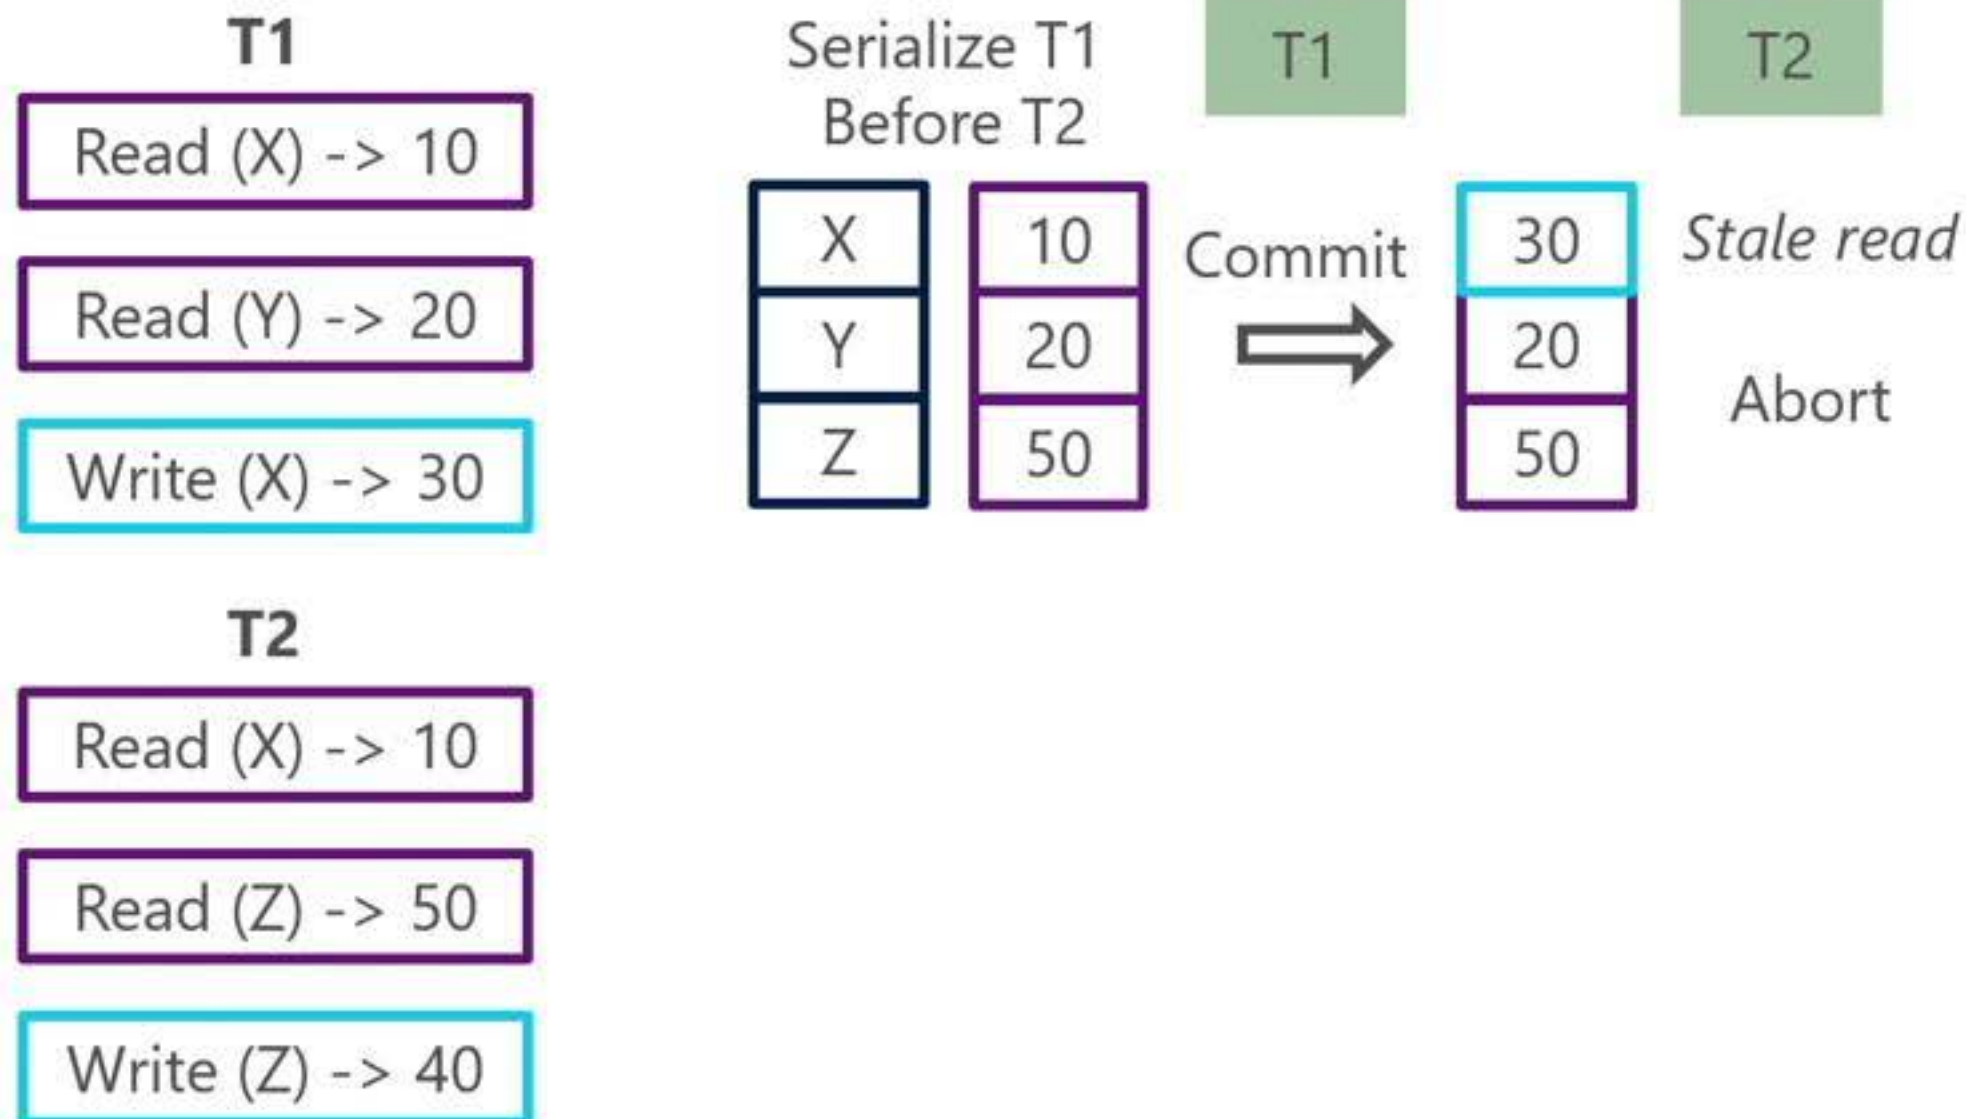 T1
Read (X) -> 10
Read (Y) -> 20
Write (X) -> 30
T2
Read (X) -> 10
Read (Z) -> 50
Write (Z) -> 40
Serialize T1
Before T2
T1
T2
X
10
Commit
30
Stale read
Y
20
20
Abort
Z
50
50